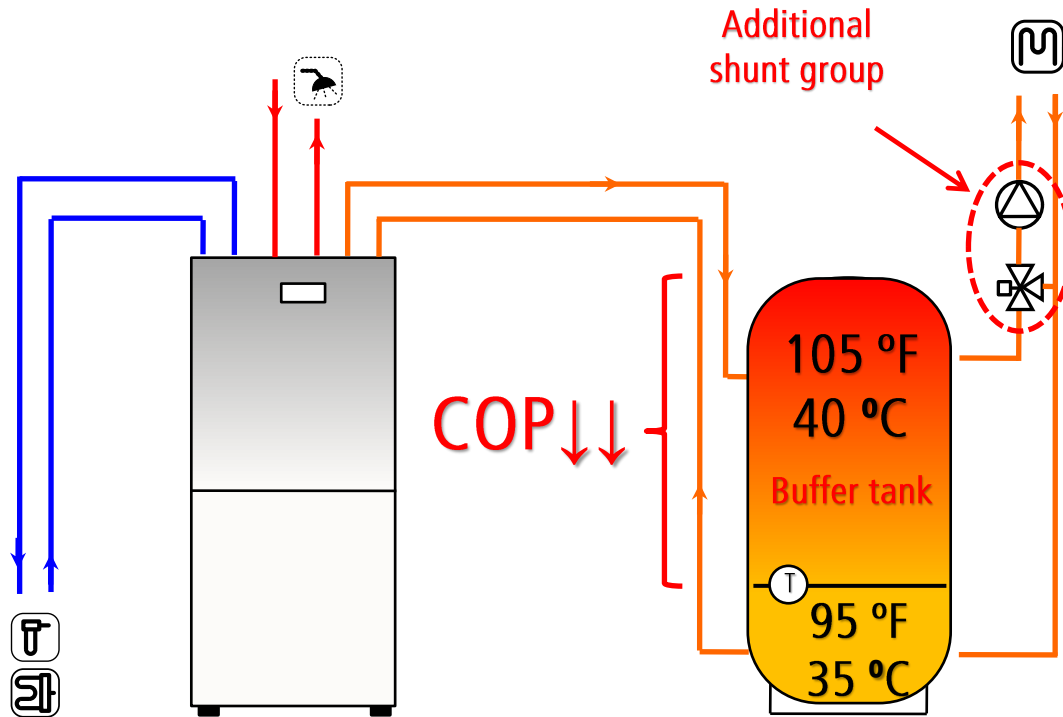 Additional
shunt group
105 ºF
40 ºC
COP↓↓
Buffer tank
T
95 ºF
35 ºC